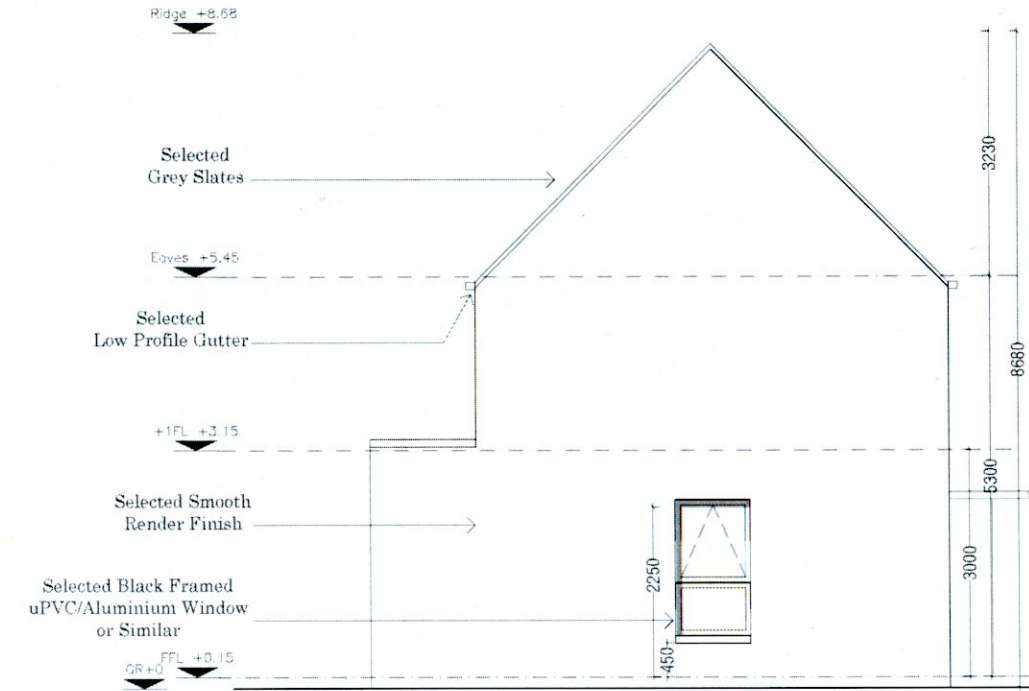 Ridge +8.68
Selected
Grey Slates
3230
Eaves +5.45
Selected
Low Profile Gutter
8680
+1FL +3.15
5300
Selected Smooth
Render Finish
2250
3000
Selected Black Framed
uPVC/Aluminium Window
or Similar
450
FFL +0.15
GR+0